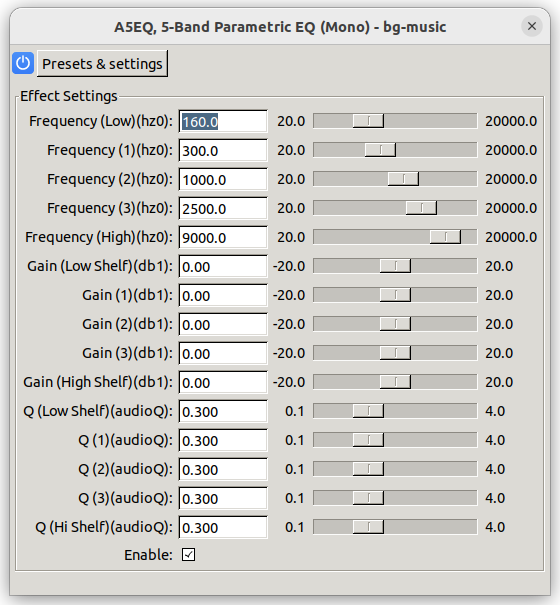 A5EQ, 5-Band Parametric EQ (Mono) - bg-music
Presets & settings
Effect Settings
Frequency (Low)(hz0): 160.0 20.0 20000.0
Frequency (1)(hz0): 300.0 20.0 20000.0
Frequency (2)(hz0): 1000.0 20.0 20000.0
Frequency (3)(hz0): 2500.0 20.0 20000.0
Frequency (High)(hz0): 9000.0 20.0 20000.0
Gain (Low Shelf)(db1): 0.00 -20.0 20.0
Gain (1)(db1): 0.00 -20.0 20.0
Gain (2)(db1): 0.00 -20.0 20.0
Gain (3)(db1): 0.00 -20.0 20.0
Gain (High Shelf)(db1): 0.00 -20.0 20.0
Q (Low Shelf)(audioQ): 0.300 0.1 4.0
Q (1)(audioQ): 0.300 0.1 4.0
Q (2)(audioQ): 0.300 0.1 4.0
Q (3)(audioQ): 0.300 0.1 4.0
Q (Hi Shelf)(audioQ): 0.300 0.1 4.0
Enable: